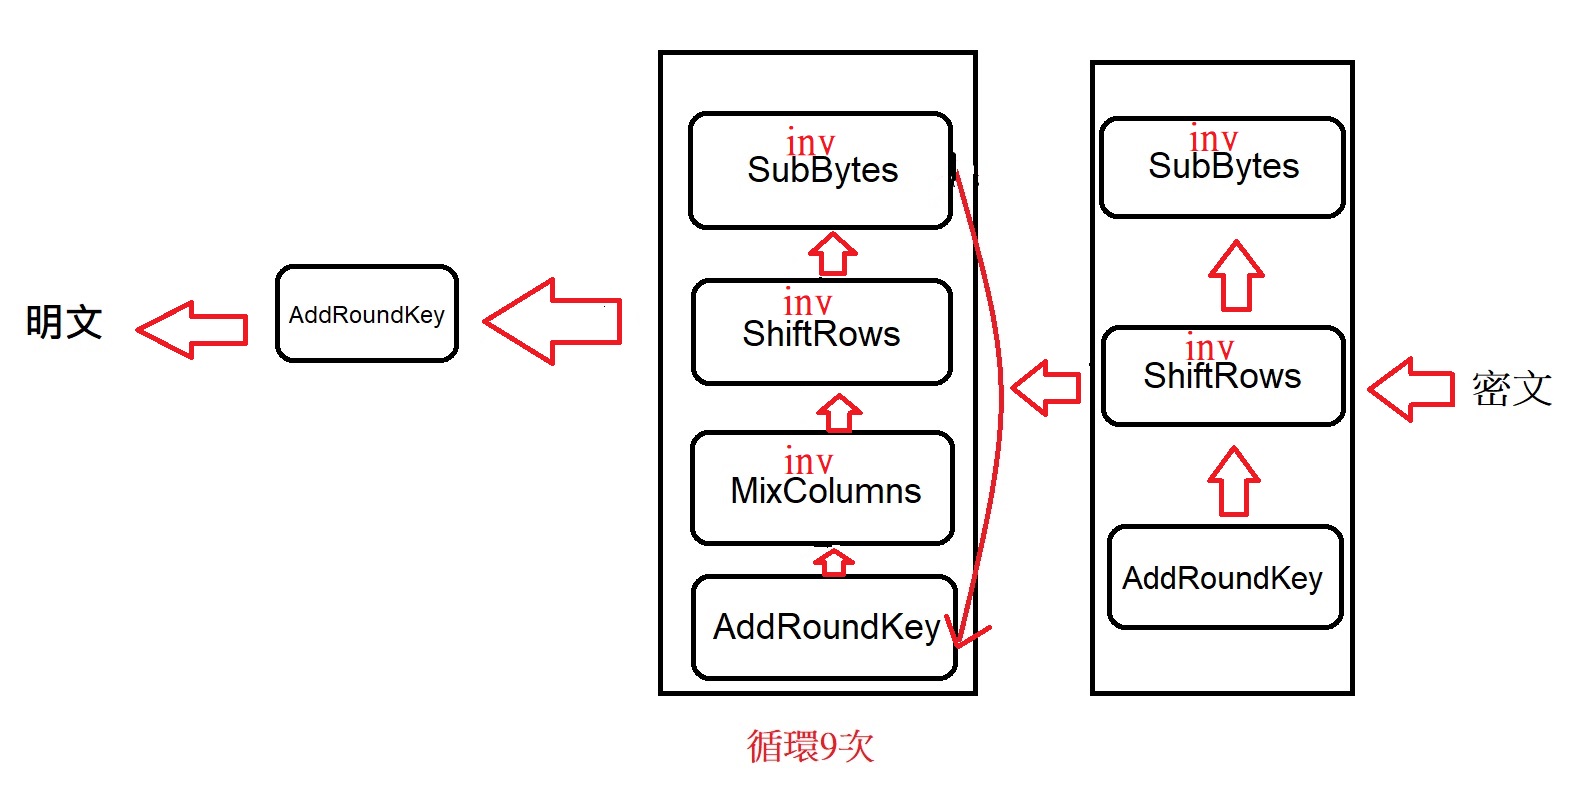 明文
AddRoundKey
inv
SubBytes
inv
ShiftRows
inv
MixColumns
AddRoundKey
循環9次
inv
SubBytes
inv
ShiftRows
AddRoundKey
密文